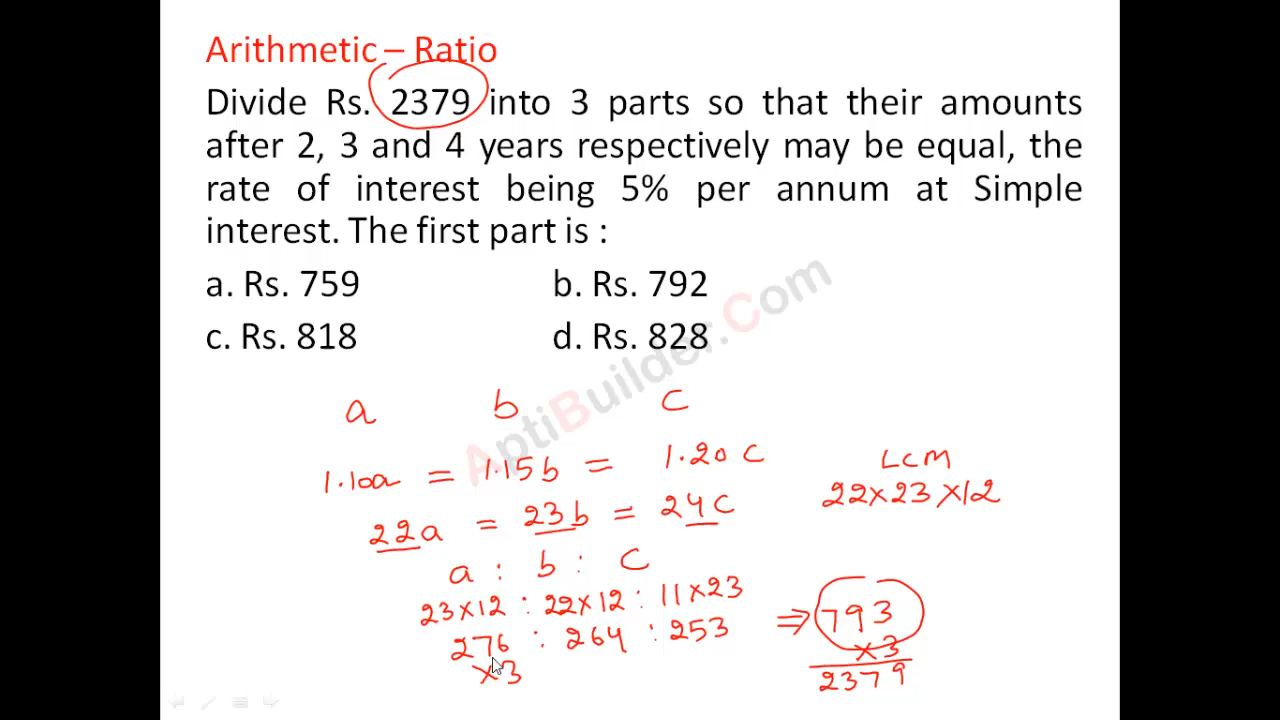 Arithmetic – Ratio
Divide Rs. 2379 into 3 parts so that their amounts
after 2, 3 and 4 years respectively may be equal, the
rate of interest being 5% per annum at Simple
interest. The first part is :
a. Rs. 759 b. Rs. 792
c. Rs. 818 d. Rs. 828
AptiBuilder.Com
a b c
1.10a = 1.15b = 1.20 c
LCM
22a = 23b = 24c
22×23×12
a : b : c
23×12 : 22×12 : 11×23
276 : 264 : 253 ⇒ 793
×3 ×3
2379